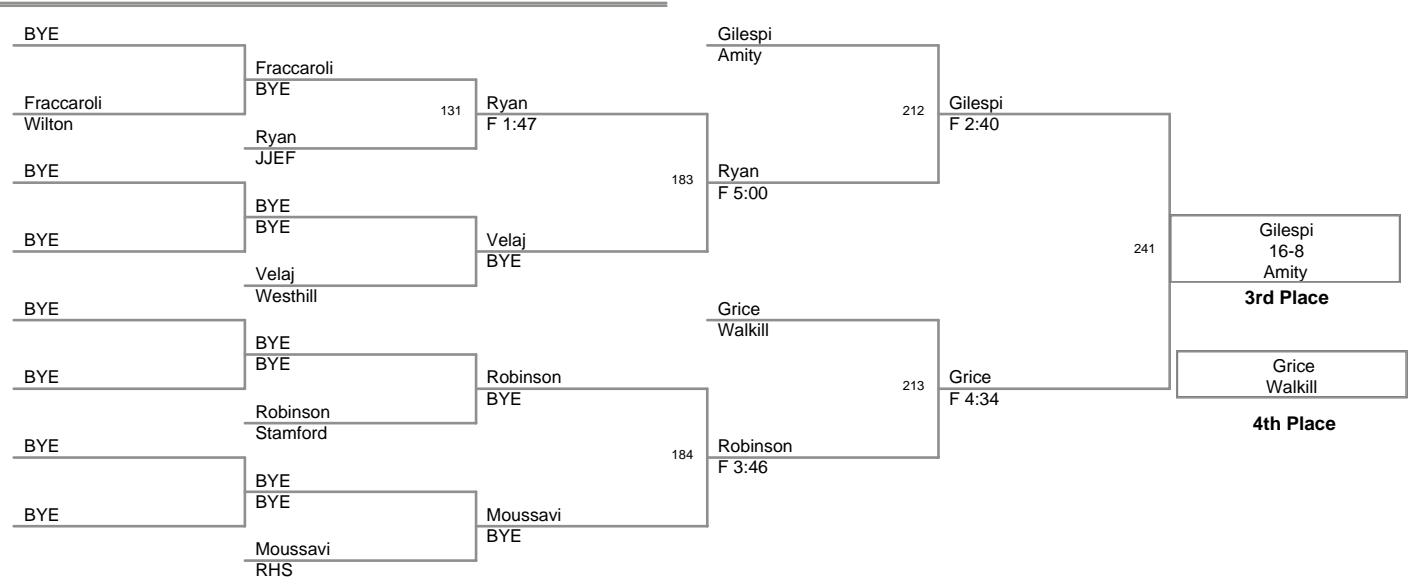 BYE
Gilespi
Amity
Fraccaroli
BYE
Fraccaroli
Wilton
131
Ryan
F 1:47
212
Gilespi
F 2:40
Ryan
JJEF
BYE
183
Ryan
F 5:00
BYE
BYE
BYE
Velaj
BYE
241
Gilespi
16-8
Amity
3rd Place
Velaj
Westhill
BYE
Grice
Walkill
BYE
BYE
BYE
Robinson
BYE
213
Grice
F 4:34
Grice
Walkill
4th Place
Robinson
Stamford
BYE
184
Robinson
F 3:46
BYE
BYE
BYE
Moussavi
BYE
Moussavi
RHS